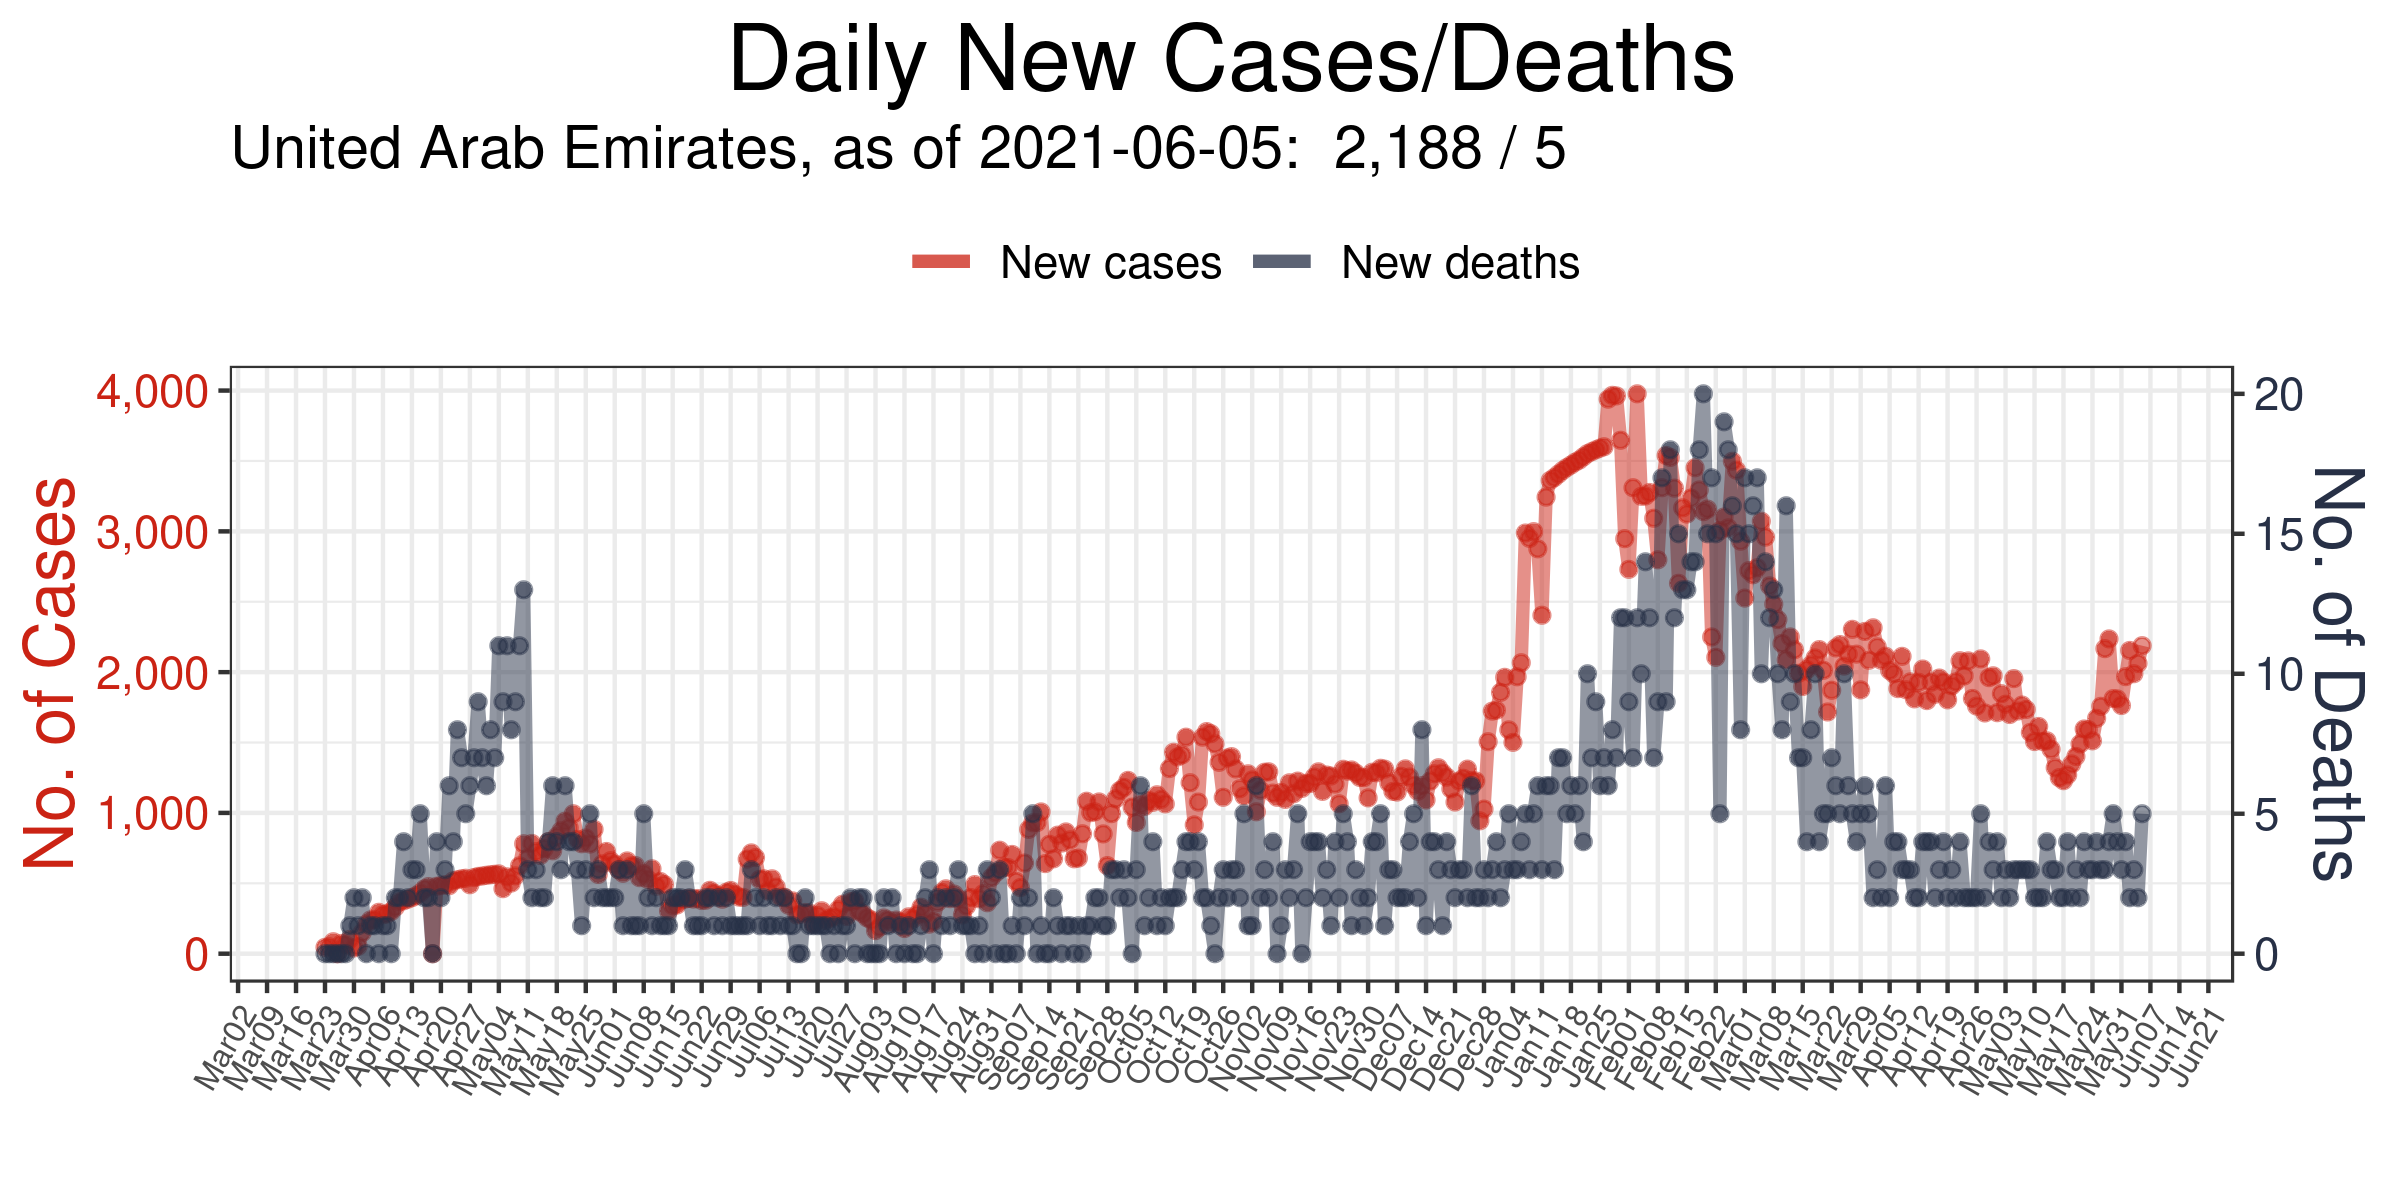 Daily New Cases/Deaths
United Arab Emirates, as of 2021-06-05:  2,188 / 5
New cases New deaths
No. of Cases
4,000
3,000
2,000
1,000
0
20
15
10
5
0
No. of Deaths
Mar02 Mar09 Mar16 Mar23 Mar30 Apr06 Apr13 Apr20 Apr27 May04 May11 May18 May25 Jun01 Jun08 Jun15 Jun22 Jun29 Jul06 Jul13 Jul20 Jul27 Aug03 Aug10 Aug17 Aug24 Aug31 Sep07 Sep14 Sep21 Sep28 Oct05 Oct12 Oct19 Oct26 Nov02 Nov09 Nov16 Nov23 Nov30 Dec07 Dec14 Dec21 Dec28 Jan04 Jan11 Jan18 Jan25 Feb01 Feb08 Feb15 Feb22 Mar01 Mar08 Mar15 Mar22 Mar29 Apr05 Apr12 Apr19 Apr26 May03 May10 May17 May24 May31 Jun07 Jun14 Jun21